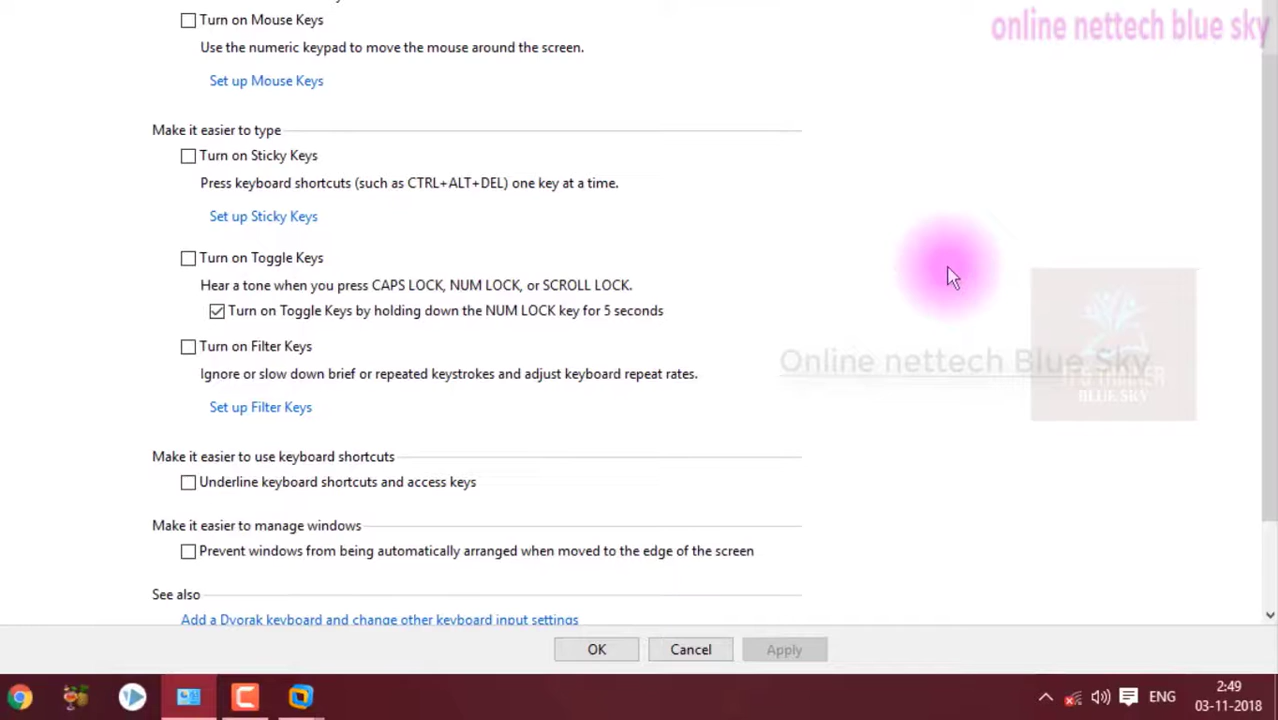 online nettech blue sky
Turn on Mouse Keys
Use the numeric keypad to move the mouse around the screen.
Set up Mouse Keys
Make it easier to type
Turn on Sticky Keys
Press keyboard shortcuts (such as CTRL+ALT+DEL) one key at a time.
Set up Sticky Keys
Turn on Toggle Keys
Hear a tone when you press CAPS LOCK, NUM LOCK, or SCROLL LOCK.
Turn on Toggle Keys by holding down the NUM LOCK key for 5 seconds
Turn on Filter Keys
Online nettech Blue Sky
Ignore or slow down brief or repeated keystrokes and adjust keyboard repeat rates.
BLUE SKY
Set up Filter Keys
Make it easier to use keyboard shortcuts
Underline keyboard shortcuts and access keys
Make it easier to manage windows
Prevent windows from being automatically arranged when moved to the edge of the screen
See also
Add a Dvorak keyboard and change other keyboard input settings
OK Cancel Apply
ENG
2:49
03-11-2018